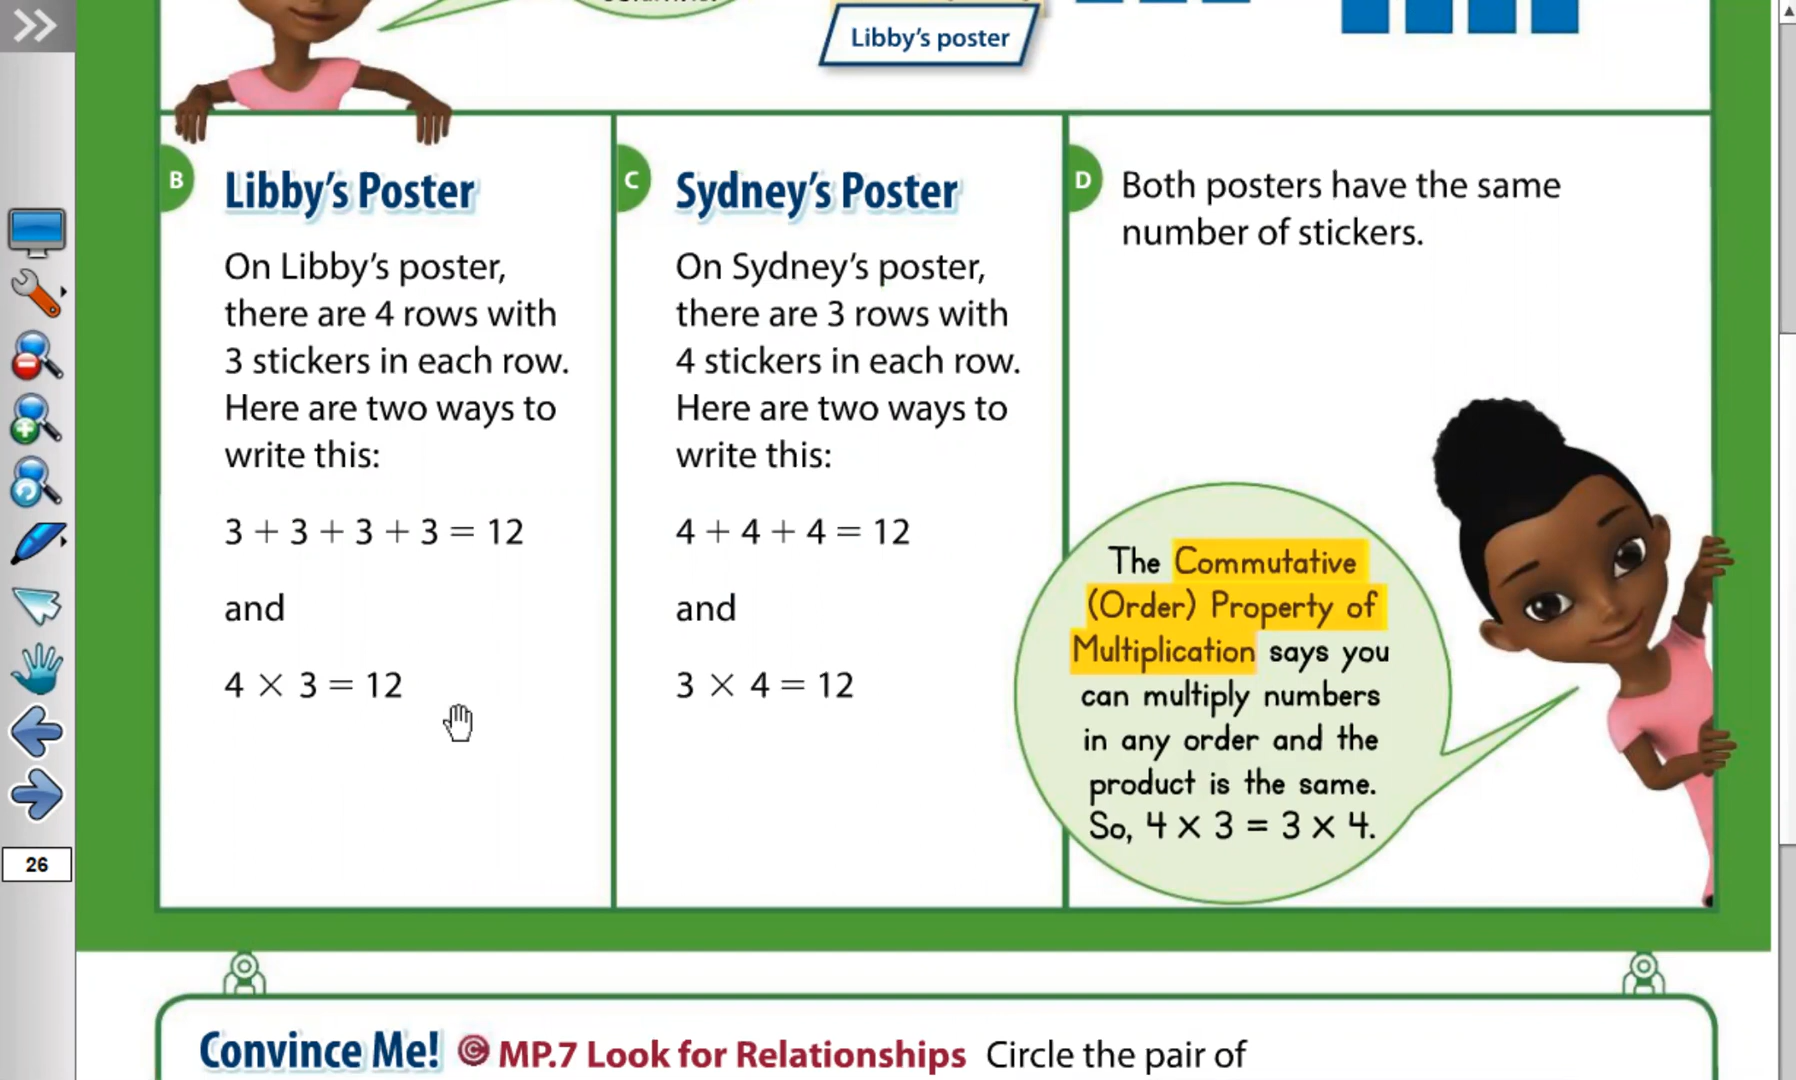 Libby's poster
B
Libby's Poster
On Libby's poster,
there are 4 rows with
3 stickers in each row.
Here are two ways to
write this:
3 + 3 + 3 + 3 = 12
and
4 × 3 = 12
C
Sydney's Poster
On Sydney's poster,
there are 3 rows with
4 stickers in each row.
Here are two ways to
write this:
4 + 4 + 4 = 12
and
3 × 4 = 12
D
Both posters have the same
number of stickers.
The Commutative
(Order) Property of
Multiplication says you
can multiply numbers
in any order and the
product is the same.
So, 4 × 3 = 3 × 4.
26
Convince Me! MP.7 Look for Relationships Circle the pair of